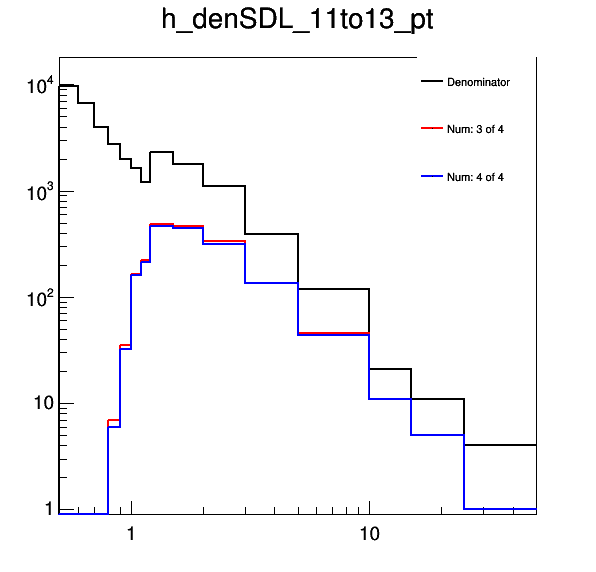 h_denSDL_11to13_pt
10^4
Denominator
Num: 3 of 4
10^3
Num: 4 of 4
10^2
10
1
1 10